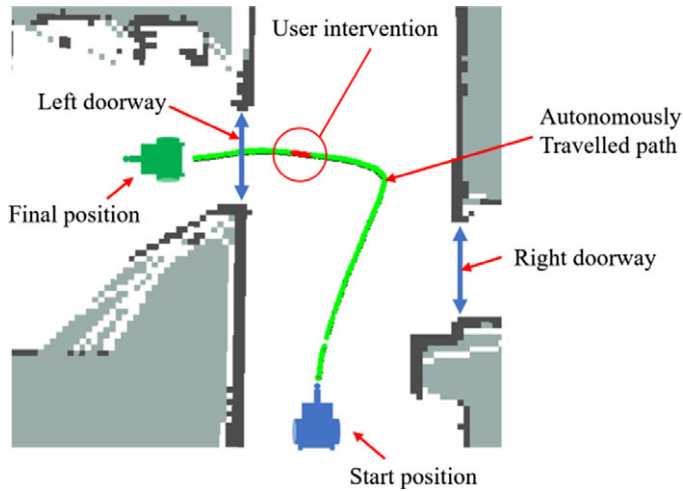 User intervention
Left doorway
Autonomously
Travelled path
Final position
Right doorway
Start position